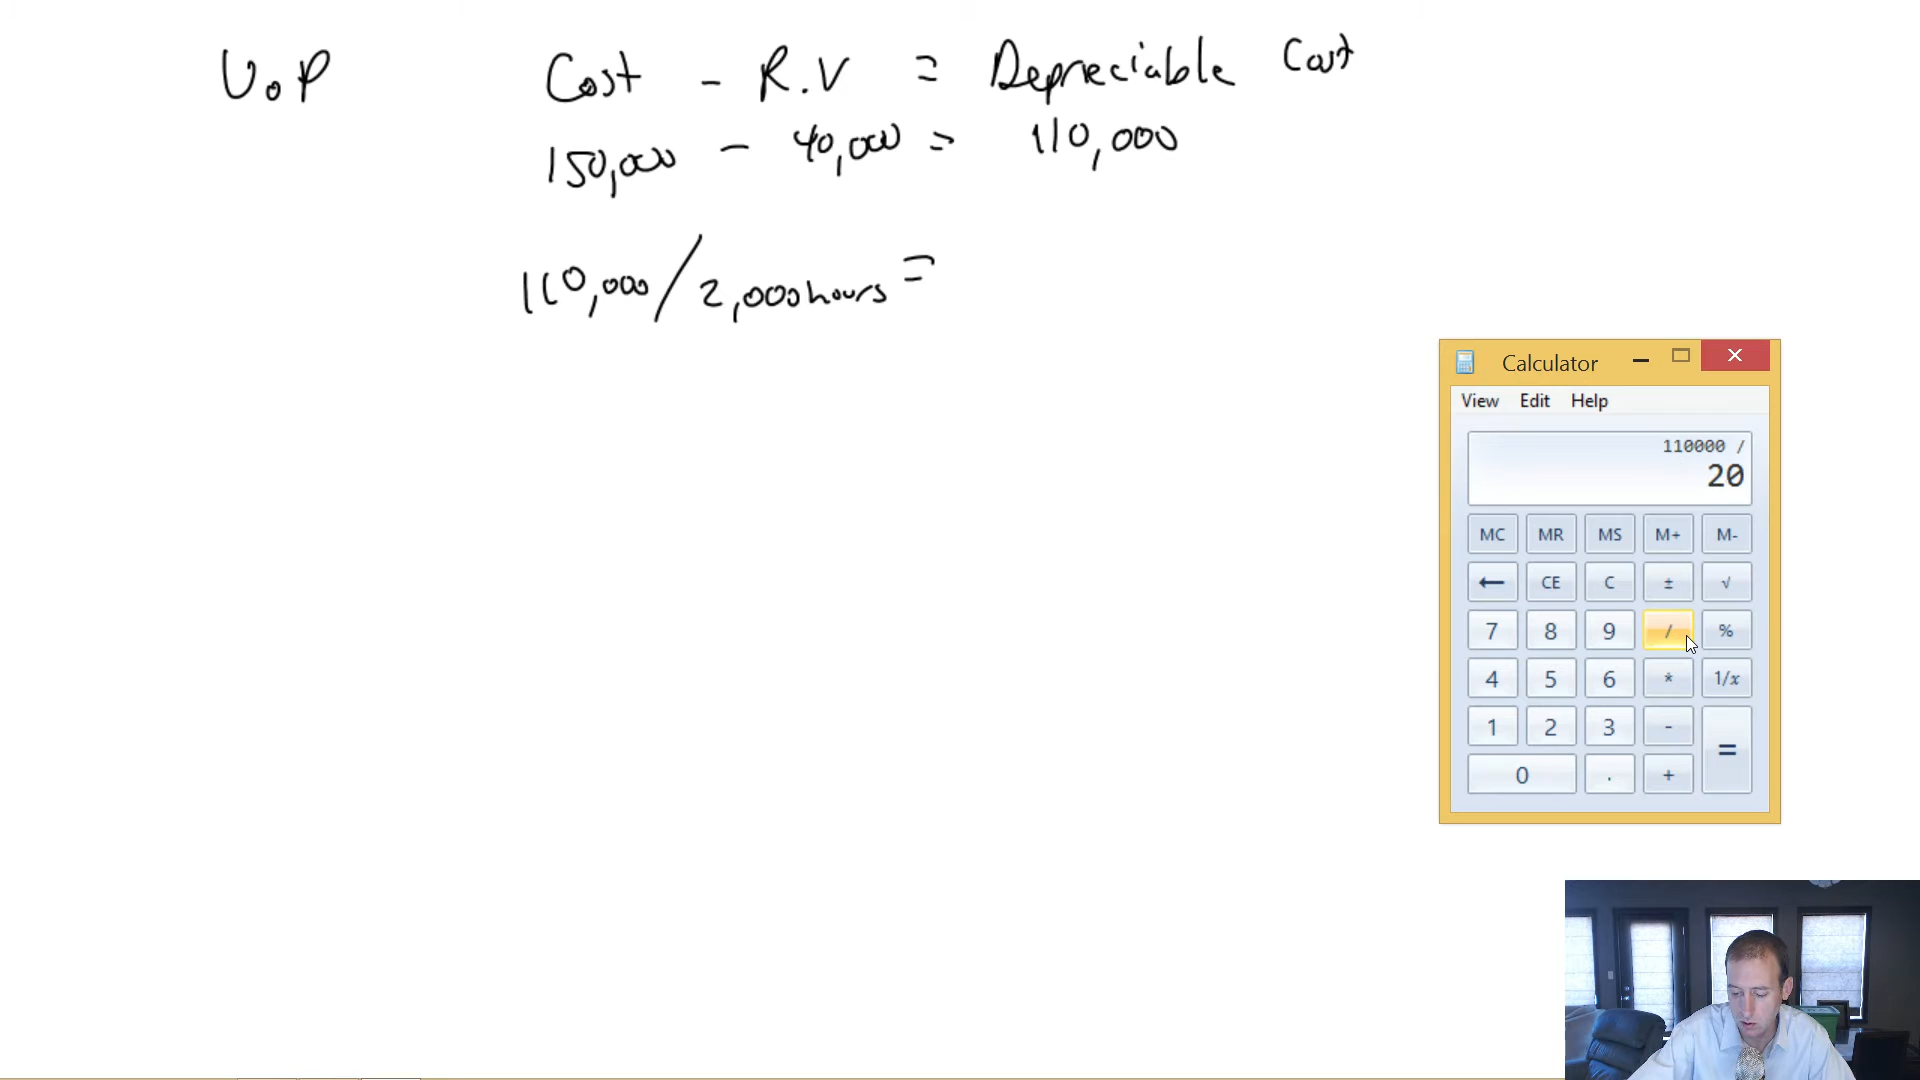 UoP Cost - R.V = Depreciable Cost
150,000 - 40,000 = 110,000
110,000/2,000 hours =
Calculator
View Edit Help
110000 /
20
MC MR MS M+ M-
← CE C ± √
7 8 9 / %
4 5 6 * 1/x
1 2 3 - =
0 . +